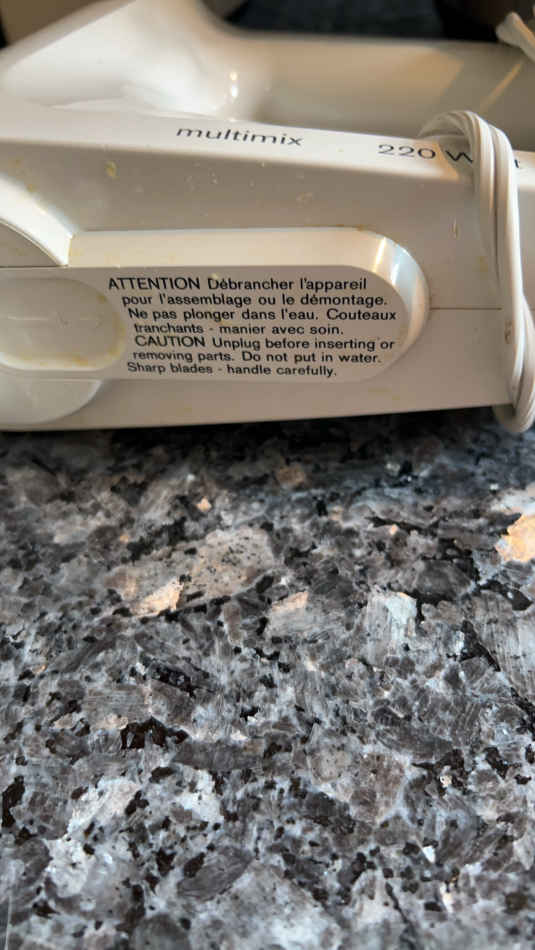 multimix
220 W
ATTENTION Débrancher l'appareil
pour l'assemblage ou le démontage.
Ne pas plonger dans l'eau. Couteaux
tranchants - manier avec soin.
CAUTION Unplug before inserting or
removing parts. Do not put in water.
Sharp blades - handle carefully.